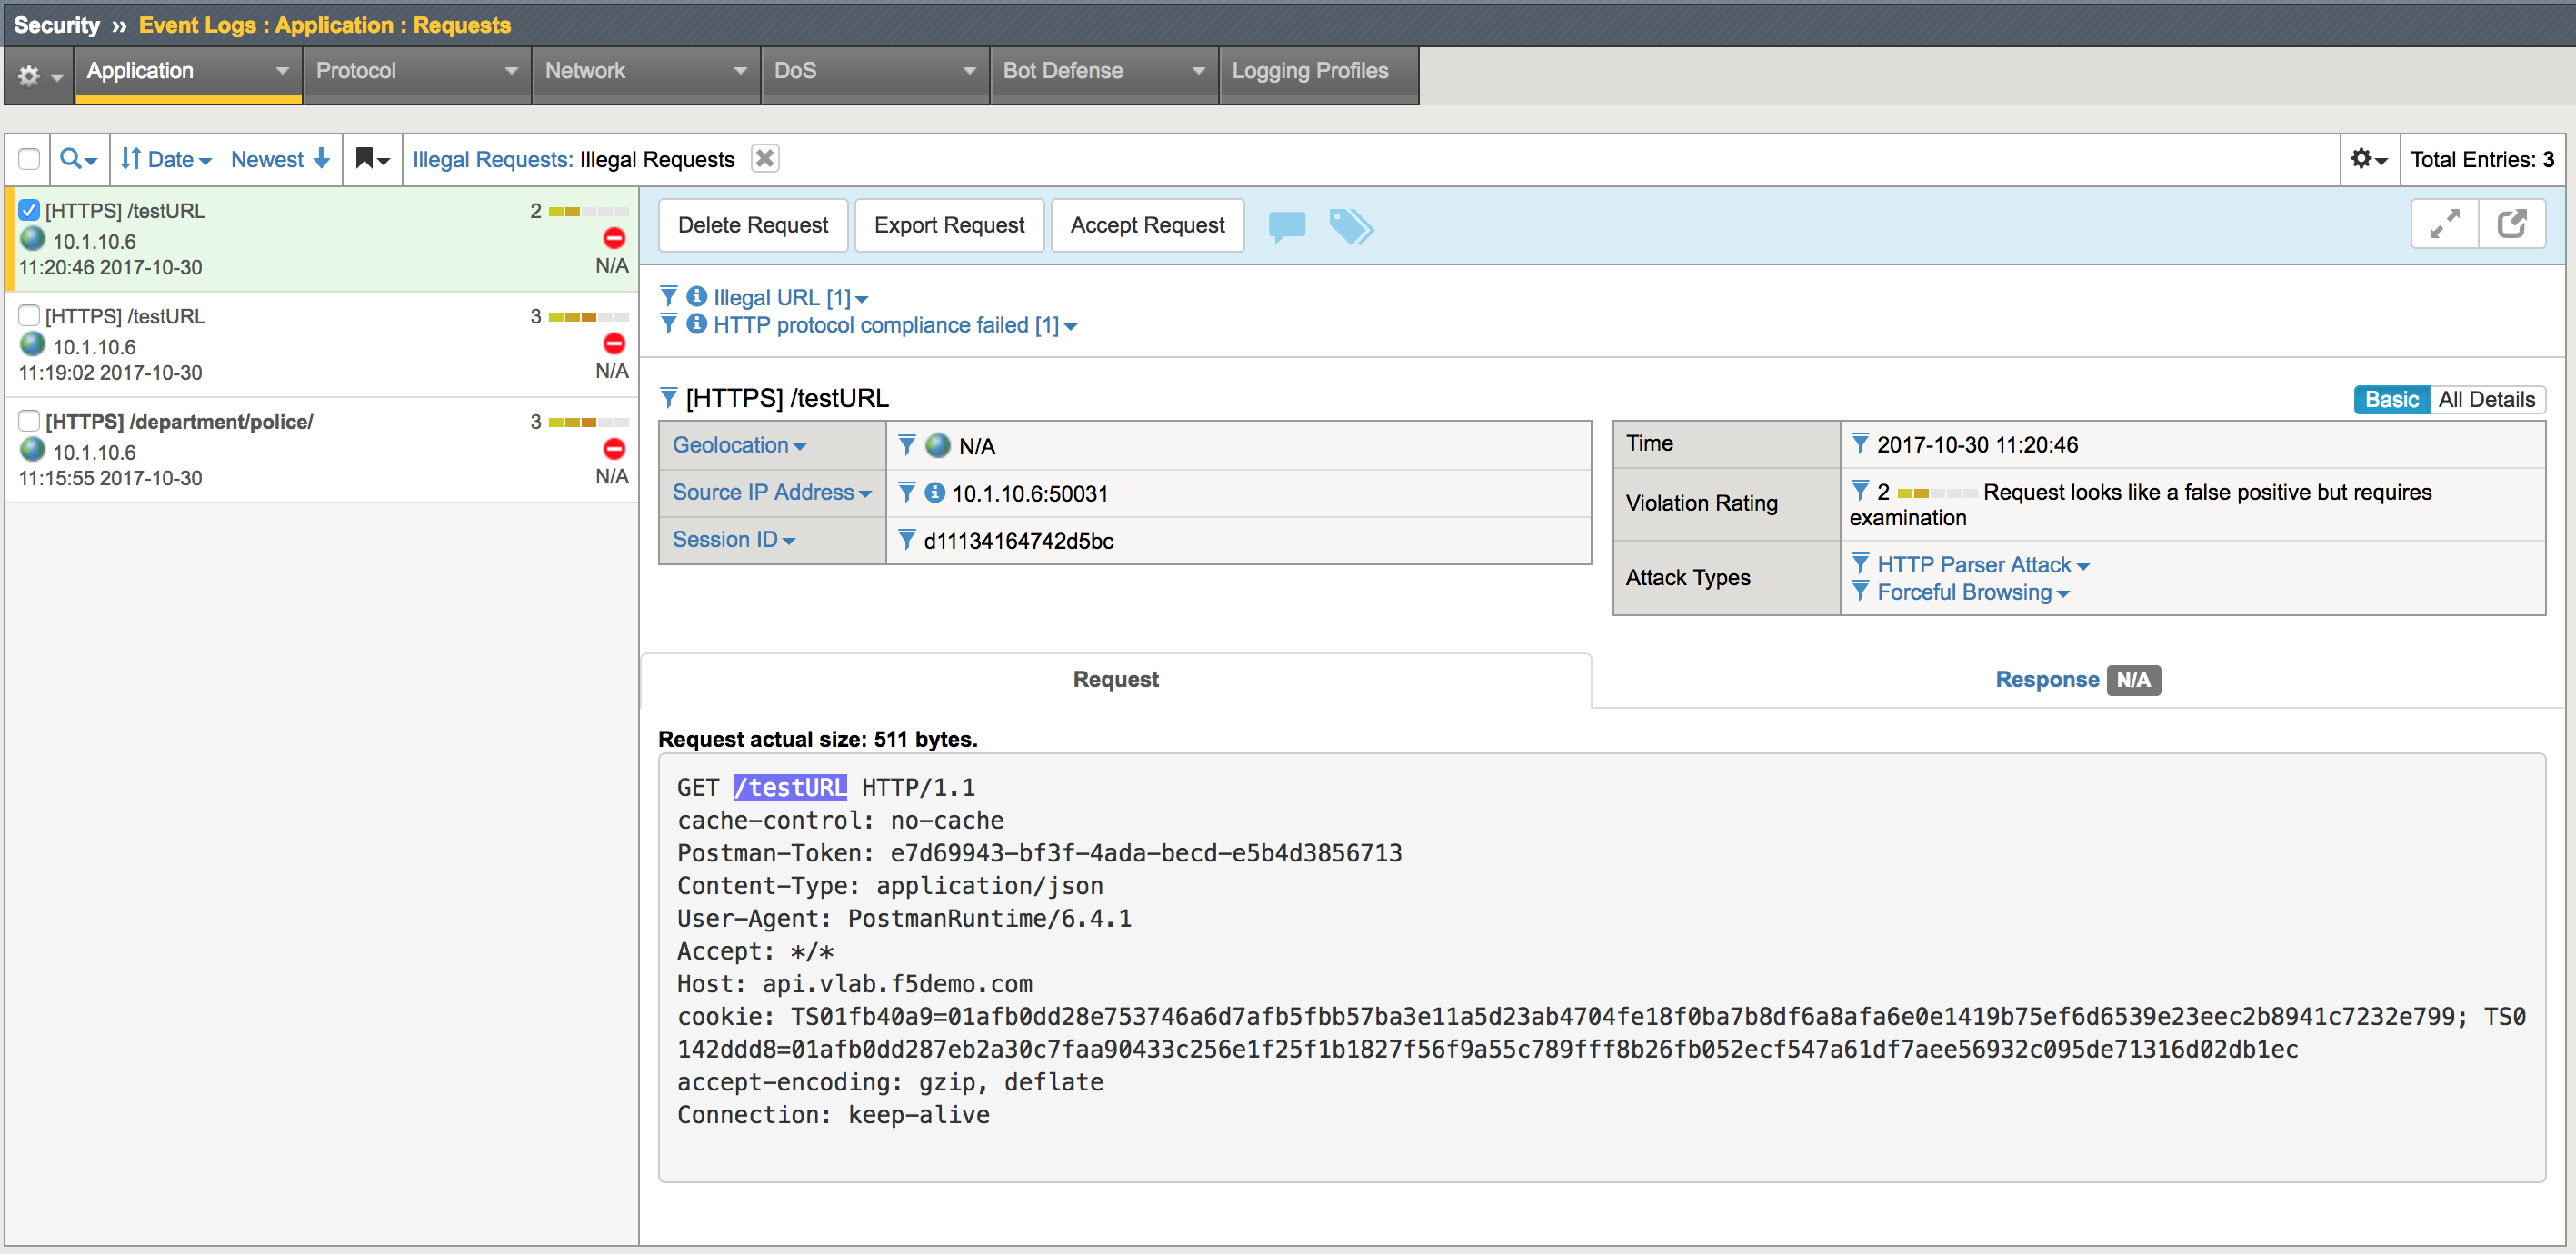 Security ›› Event Logs : Application : Requests
Application Protocol Network DoS Bot Defense Logging Profiles
Date Newest Illegal Requests: Illegal Requests Total Entries: 3
[HTTPS] /testURL 2
10.1.10.6
11:20:46 2017-10-30 N/A
[HTTPS] /testURL 3
10.1.10.6
11:19:02 2017-10-30 N/A
[HTTPS] /department/police/ 3
10.1.10.6
11:15:55 2017-10-30 N/A
Delete Request Export Request Accept Request
Illegal URL [1]
HTTP protocol compliance failed [1]
[HTTPS] /testURL
Basic All Details
Geolocation N/A
Source IP Address 10.1.10.6:50031
Session ID d11134164742d5bc
Time 2017-10-30 11:20:46
Violation Rating 2 Request looks like a false positive but requires
examination
Attack Types HTTP Parser Attack
Forceful Browsing
Request Response N/A
Request actual size: 511 bytes.
GET /testURL HTTP/1.1
cache-control: no-cache
Postman-Token: e7d69943-bf3f-4ada-becd-e5b4d3856713
Content-Type: application/json
User-Agent: PostmanRuntime/6.4.1
Accept: */*
Host: api.vlab.f5demo.com
cookie: TS01fb40a9=01afb0dd28e753746a6d7afb5fbb57ba3e11a5d23ab4704fe18f0ba7b8df6a8afa6e0e1419b75ef6d6539e23eec2b8941c7232e799; TS0
142ddd8=01afb0dd287eb2a30c7faa90433c256e1f25f1b1827f56f9a55c789fff8b26fb052ecf547a61df7aee56932c095de71316d02db1ec
accept-encoding: gzip, deflate
Connection: keep-alive